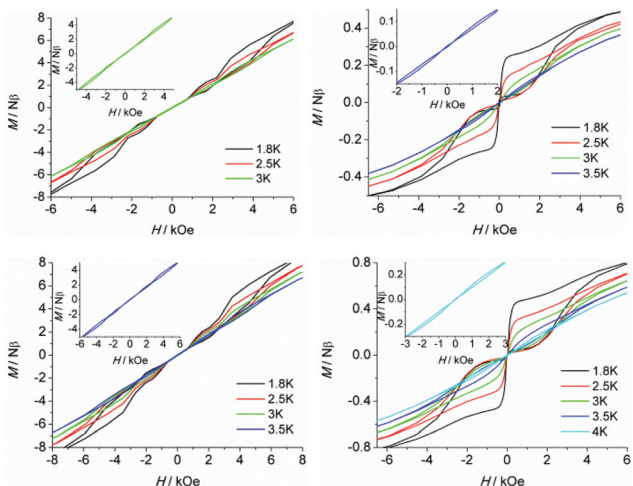 M / Nβ
8
6
4
2
0
-2
-4
-6
-8
M / Nβ
4
2
0
-2
-4
-4 -2 0 2 4
H / kOe
1.8K
2.5K
3K
-6 -4 -2 0 2 4 6
H / kOe
M / Nβ
0.4
0.2
0.0
-0.2
-0.4
M / Nβ
0.1
0.0
-0.1
-2 -1 0 1 2
H / kOe
1.8K
2.5K
3K
3.5K
-6 -4 -2 0 2 4 6
H / kOe
M / Nβ
8
6
4
2
0
-2
-4
-6
-8
M / Nβ
4
2
0
-2
-4
-6 -4 -2 0 2 4 6
H / kOe
1.8K
2.5K
3K
3.5K
-8 -6 -4 -2 0 2 4 6 8
H / kOe
M / Nβ
0.8
0.4
0.0
-0.4
-0.8
M / Nβ
0.2
0.0
-0.2
-3 -2 -1 0 1 2 3
H / kOe
1.8K
2.5K
3K
3.5K
4K
-6 -4 -2 0 2 4 6
H / kOe